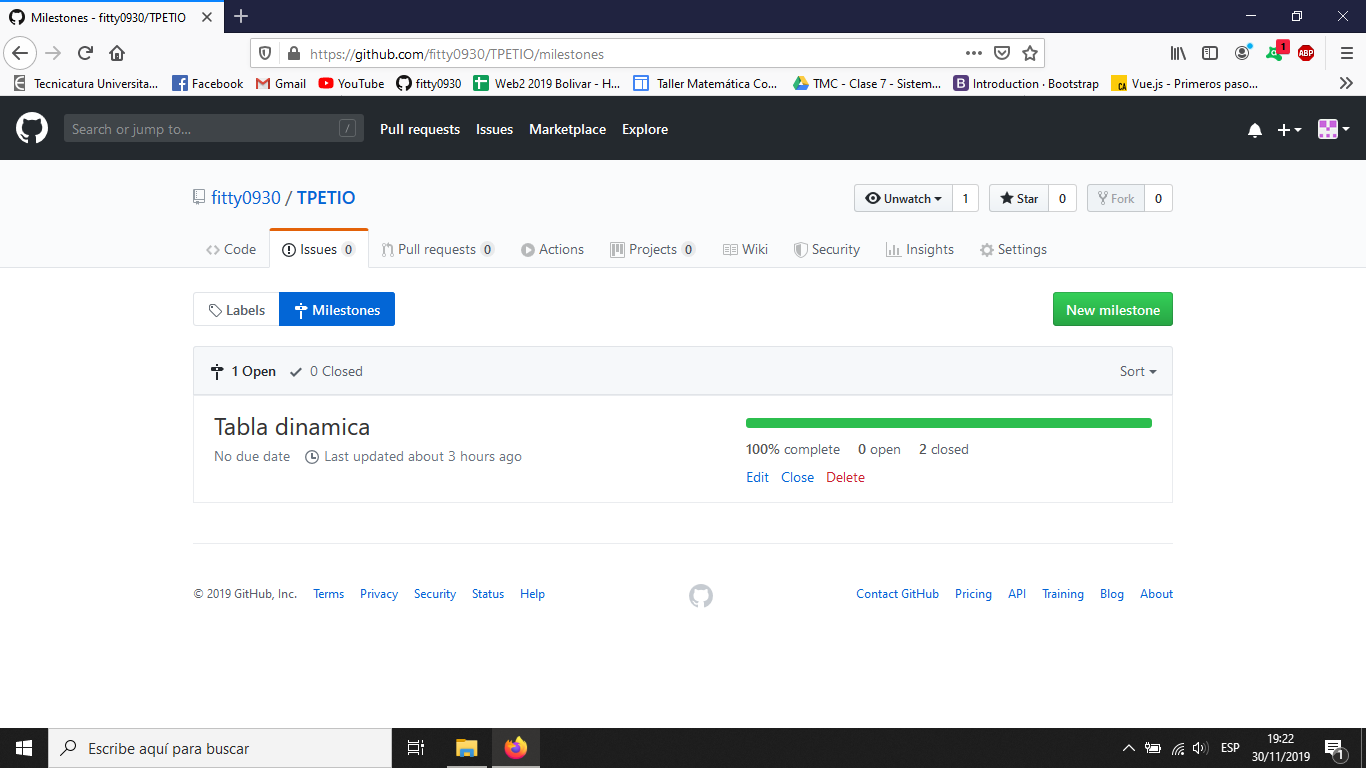 Milestones - fitty0930/TPETIO
https://github.com/fitty0930/TPETIO/milestones
1
ABP
Tecnicatura Universita... Facebook Gmail YouTube fitty0930 Web2 2019 Bolivar - H... Taller Matemática Co... TMC - Clase 7 - Sistem... B Introduction · Bootstrap CA Vue.js - Primeros paso...
Search or jump to... / Pull requests Issues Marketplace Explore
fitty0930 / TPETIO Unwatch 1 Star 0 Fork 0
Code Issues 0 Pull requests 0 Actions Projects 0 Wiki Security Insights Settings
Labels Milestones New milestone
1 Open 0 Closed Sort
Tabla dinamica
No due date Last updated about 3 hours ago
100% complete 0 open 2 closed
Edit Close Delete
© 2019 GitHub, Inc. Terms Privacy Security Status Help Contact GitHub Pricing API Training Blog About
Escribe aquí para buscar
ESP
19:22
30/11/2019
1